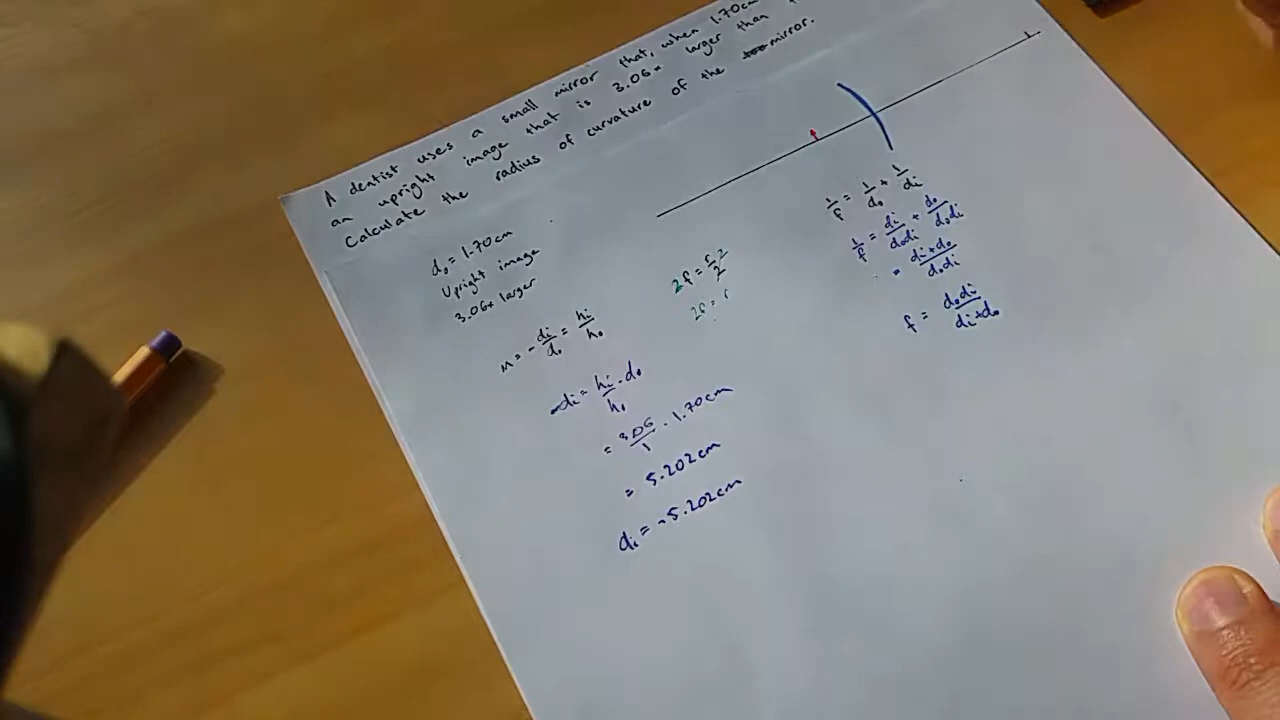 A dentist uses a small mirror that, when 1.70cm
an upright image that is 3.06x larger than
Calculate the radius of curvature of the mirror.
d₀ = 1.70cm
Upright image
3.06x larger
M = -di/d₀ = hi/h₀
-di = hi/h₀ · d₀
= 3.06/1 · 1.70cm
= 5.202cm
di = -5.202cm
2f = r/2 2
2f = r
1/f = 1/d₀ + 1/di
1/f = di/d₀di + d₀/d₀di
= di+d₀/d₀di
f = d₀di/di+d₀